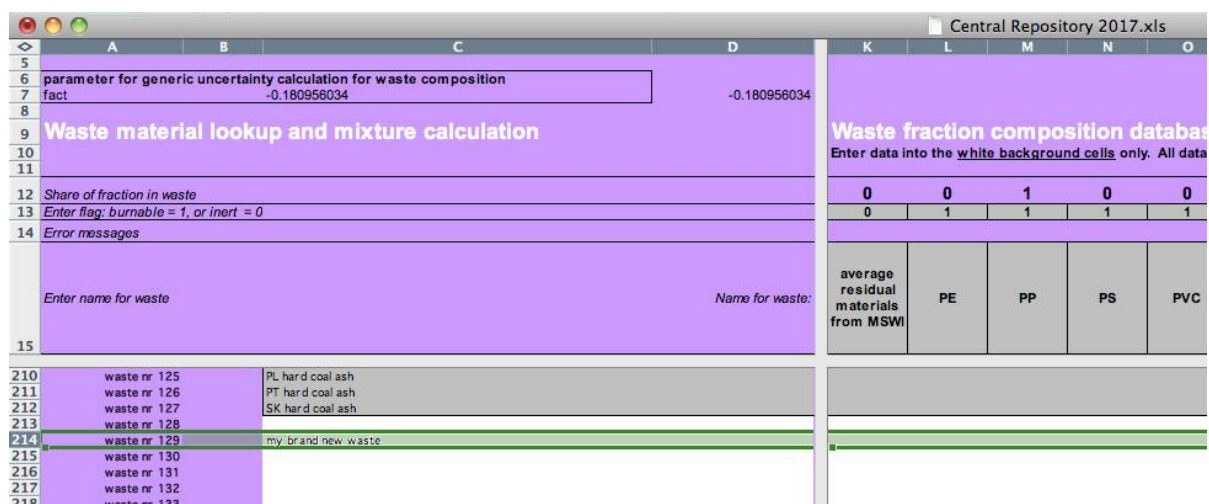 Central Repository 2017.xls
A B C D K L M N O
5
6 parameter for generic uncertainty calculation for waste composition
7 fact -0.180956034 -0.180956034
8
9 Waste material lookup and mixture calculation Waste fraction composition databas
10 Enter data into the white background cells only. All data
11
12 Share of fraction in waste 0 0 1 0 0
13 Enter flag: burnable = 1, or inert = 0 0 1 1 1 1
14 Error messages
average
residual
materials
from MSWI
Enter name for waste Name for waste: PE PP PS PVC
15
210 waste nr 125 PL hard coal ash
211 waste nr 126 PT hard coal ash
212 waste nr 127 SK hard coal ash
213 waste nr 128
214 waste nr 129 my brand new waste
215 waste nr 130
216 waste nr 131
217 waste nr 132
218 waste nr 133